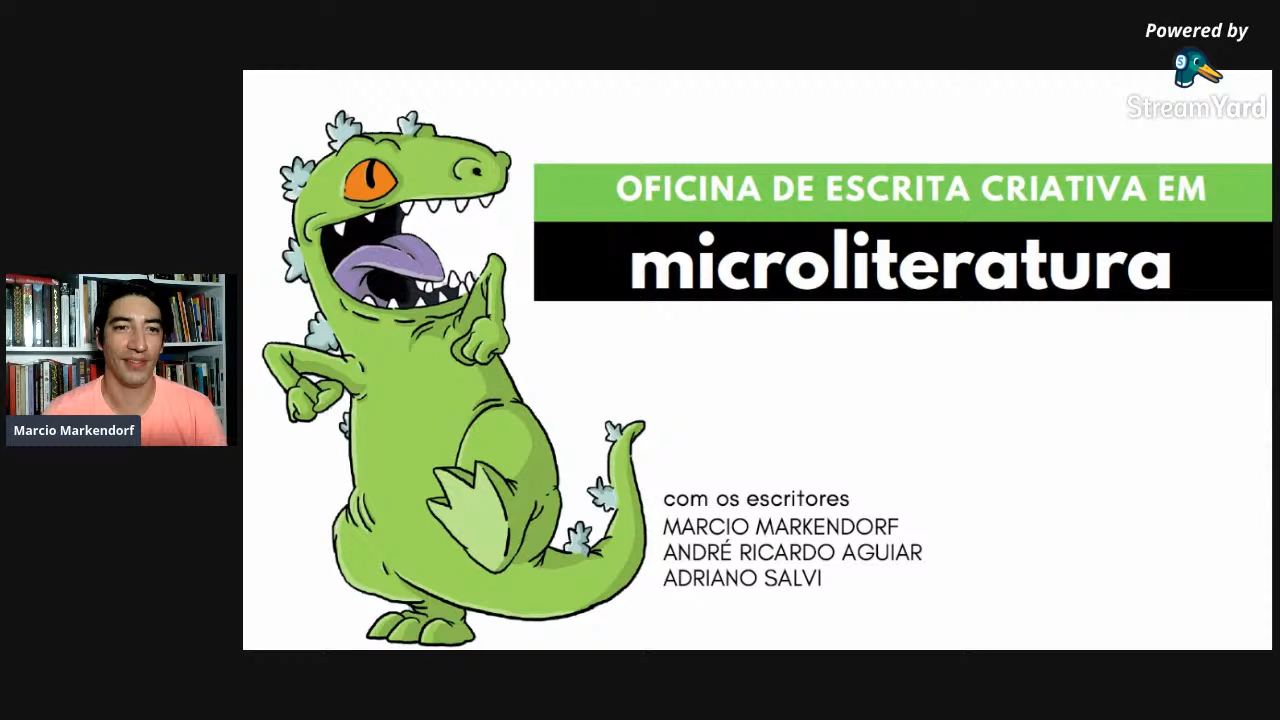 Powered by
StreamYard
OFICINA DE ESCRITA CRIATIVA EM
microliteratura
Marcio Markendorf
com os escritores
MARCIO MARKENDORF
ANDRÉ RICARDO AGUIAR
ADRIANO SALVI